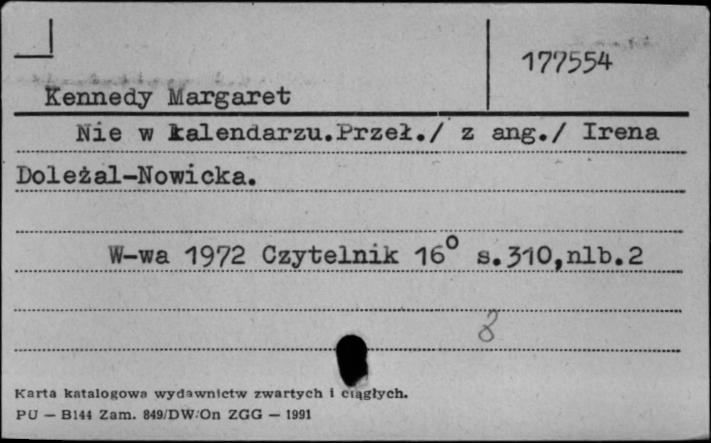 177554
Kennedy Margaret
Nie w kalendarzu.Przeł./ z ang./ Irena
Doleżal-Nowicka.
W-wa 1972 Czytelnik 16° s.310,nlb.2
Karta katalogowa wydawnictw zwartych i ciągłych.
PU — B144 Zam. 849/DW/On ZGG — 1991